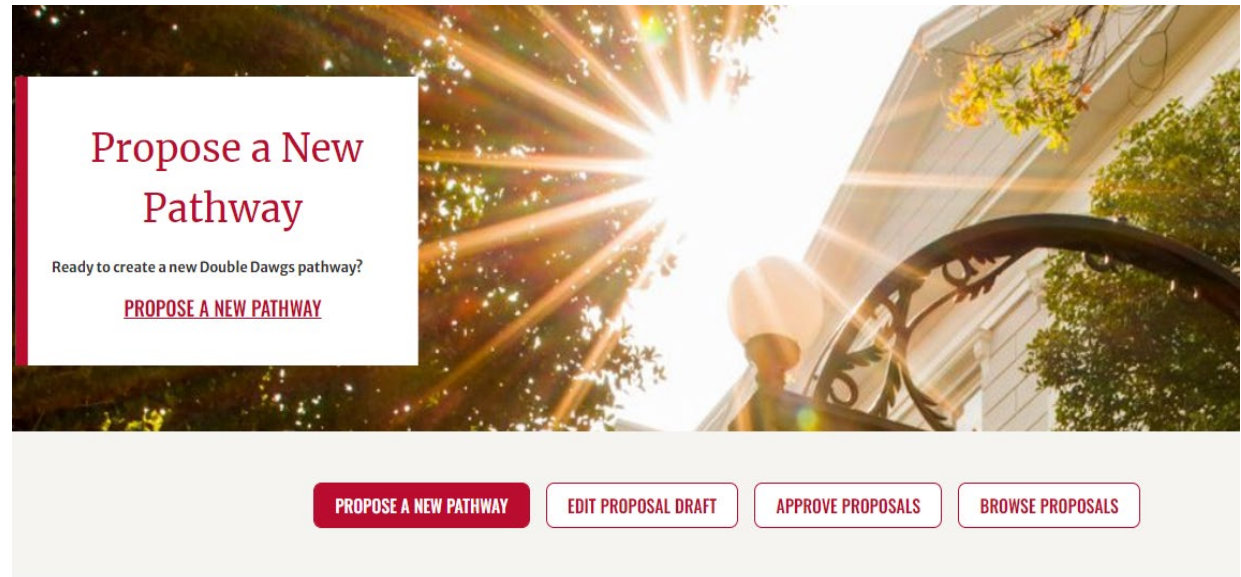 Propose a New
Pathway
Ready to create a new Double Dawgs pathway?
PROPOSE A NEW PATHWAY
PROPOSE A NEW PATHWAY EDIT PROPOSAL DRAFT APPROVE PROPOSALS BROWSE PROPOSALS